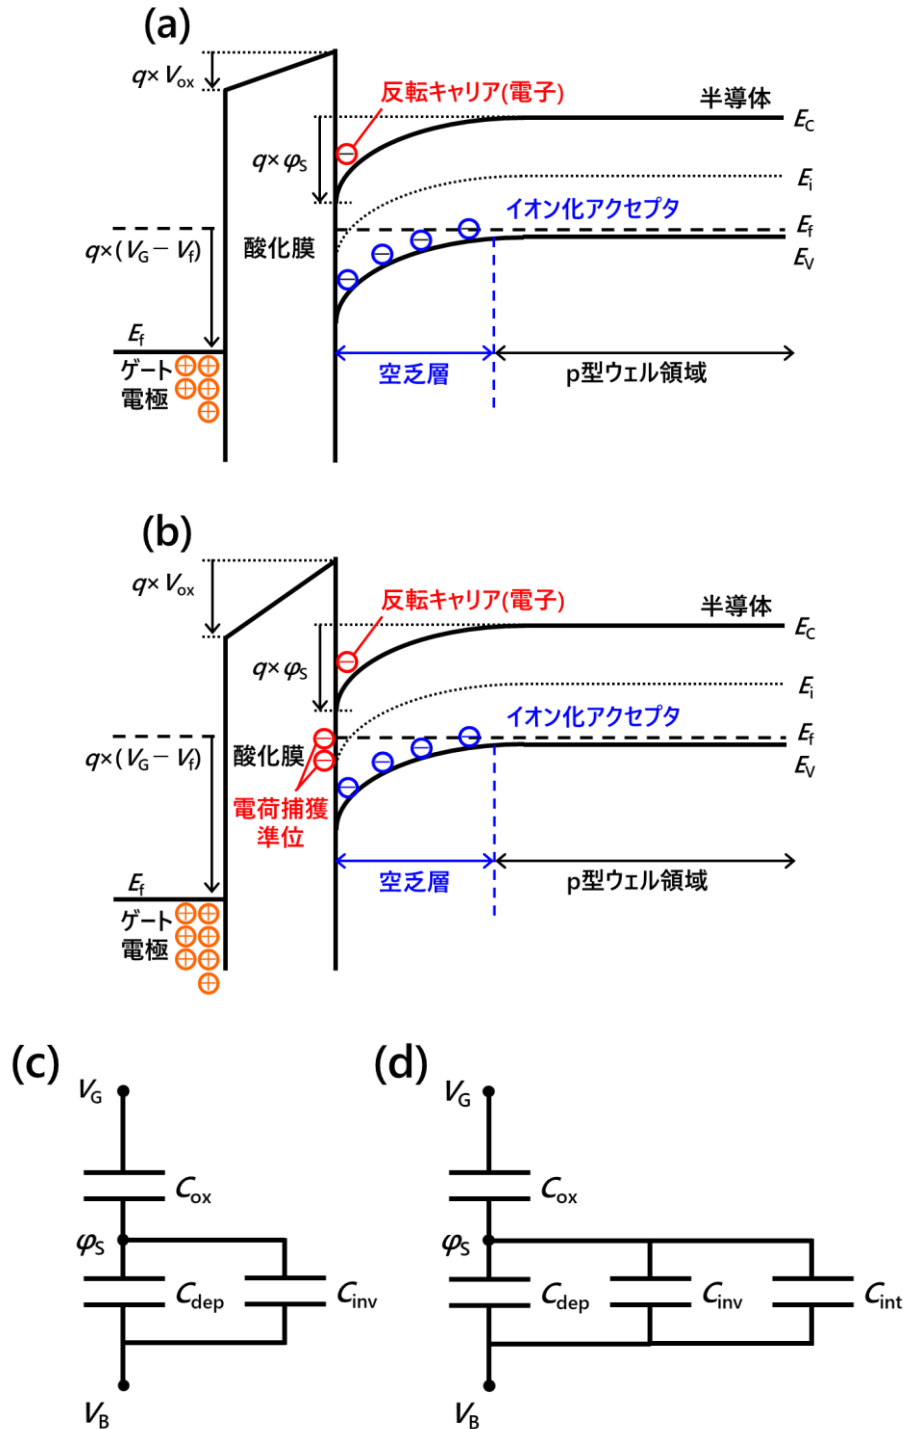 (a)
q×Vox
反転キャリア(電子)
半導体
EC
q×φS
Ei
イオン化アクセプタ
Ef
q×(VG－Vf)
酸化膜
EV
Ef
ゲート
電極
空乏層
p型ウェル領域
(b)
q×Vox
反転キャリア(電子)
半導体
EC
q×φS
Ei
イオン化アクセプタ
Ef
q×(VG－Vf)
酸化膜
EV
電荷捕獲
準位
Ef
ゲート
電極
空乏層
p型ウェル領域
(c)
VG
Cox
φS
Cdep
Cinv
VB
(d)
VG
Cox
φS
Cdep
Cinv
Cint
VB